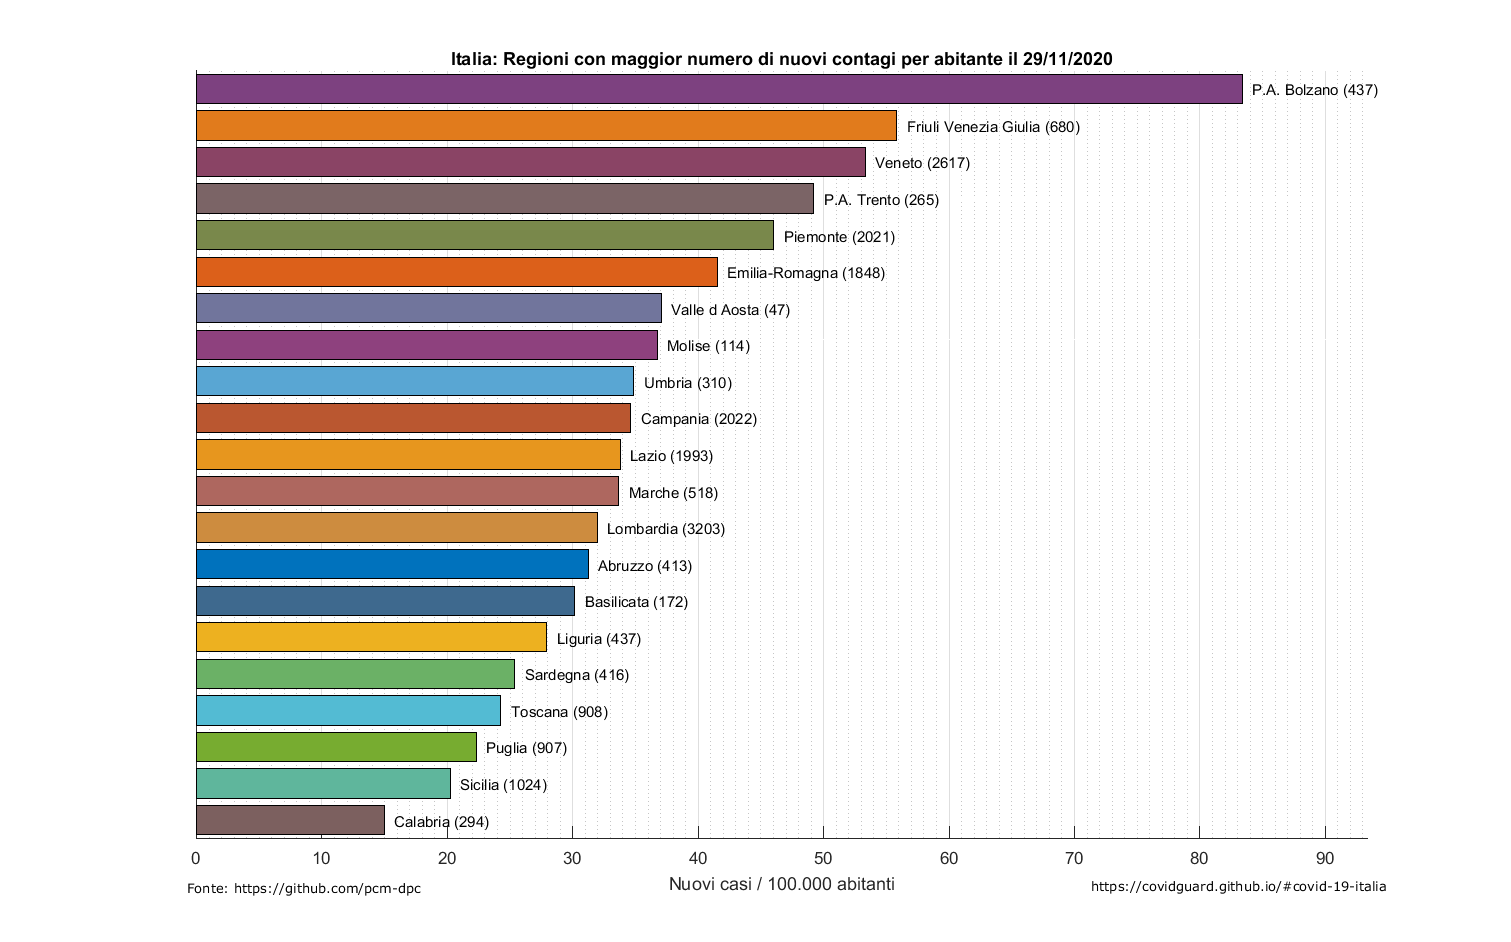 Italia: Regioni con maggior numero di nuovi contagi per abitante il 29/11/2020
P.A. Bolzano (437)
Friuli Venezia Giulia (680)
Veneto (2617)
P.A. Trento (265)
Piemonte (2021)
Emilia-Romagna (1848)
Valle d Aosta (47)
Molise (114)
Umbria (310)
Campania (2022)
Lazio (1993)
Marche (518)
Lombardia (3203)
Abruzzo (413)
Basilicata (172)
Liguria (437)
Sardegna (416)
Toscana (908)
Puglia (907)
Sicilia (1024)
Calabria (294)
0 10 20 30 40 50 60 70 80 90
Nuovi casi / 100.000 abitanti
Fonte: https://github.com/pcm-dpc
https://covidguard.github.io/#covid-19-italia